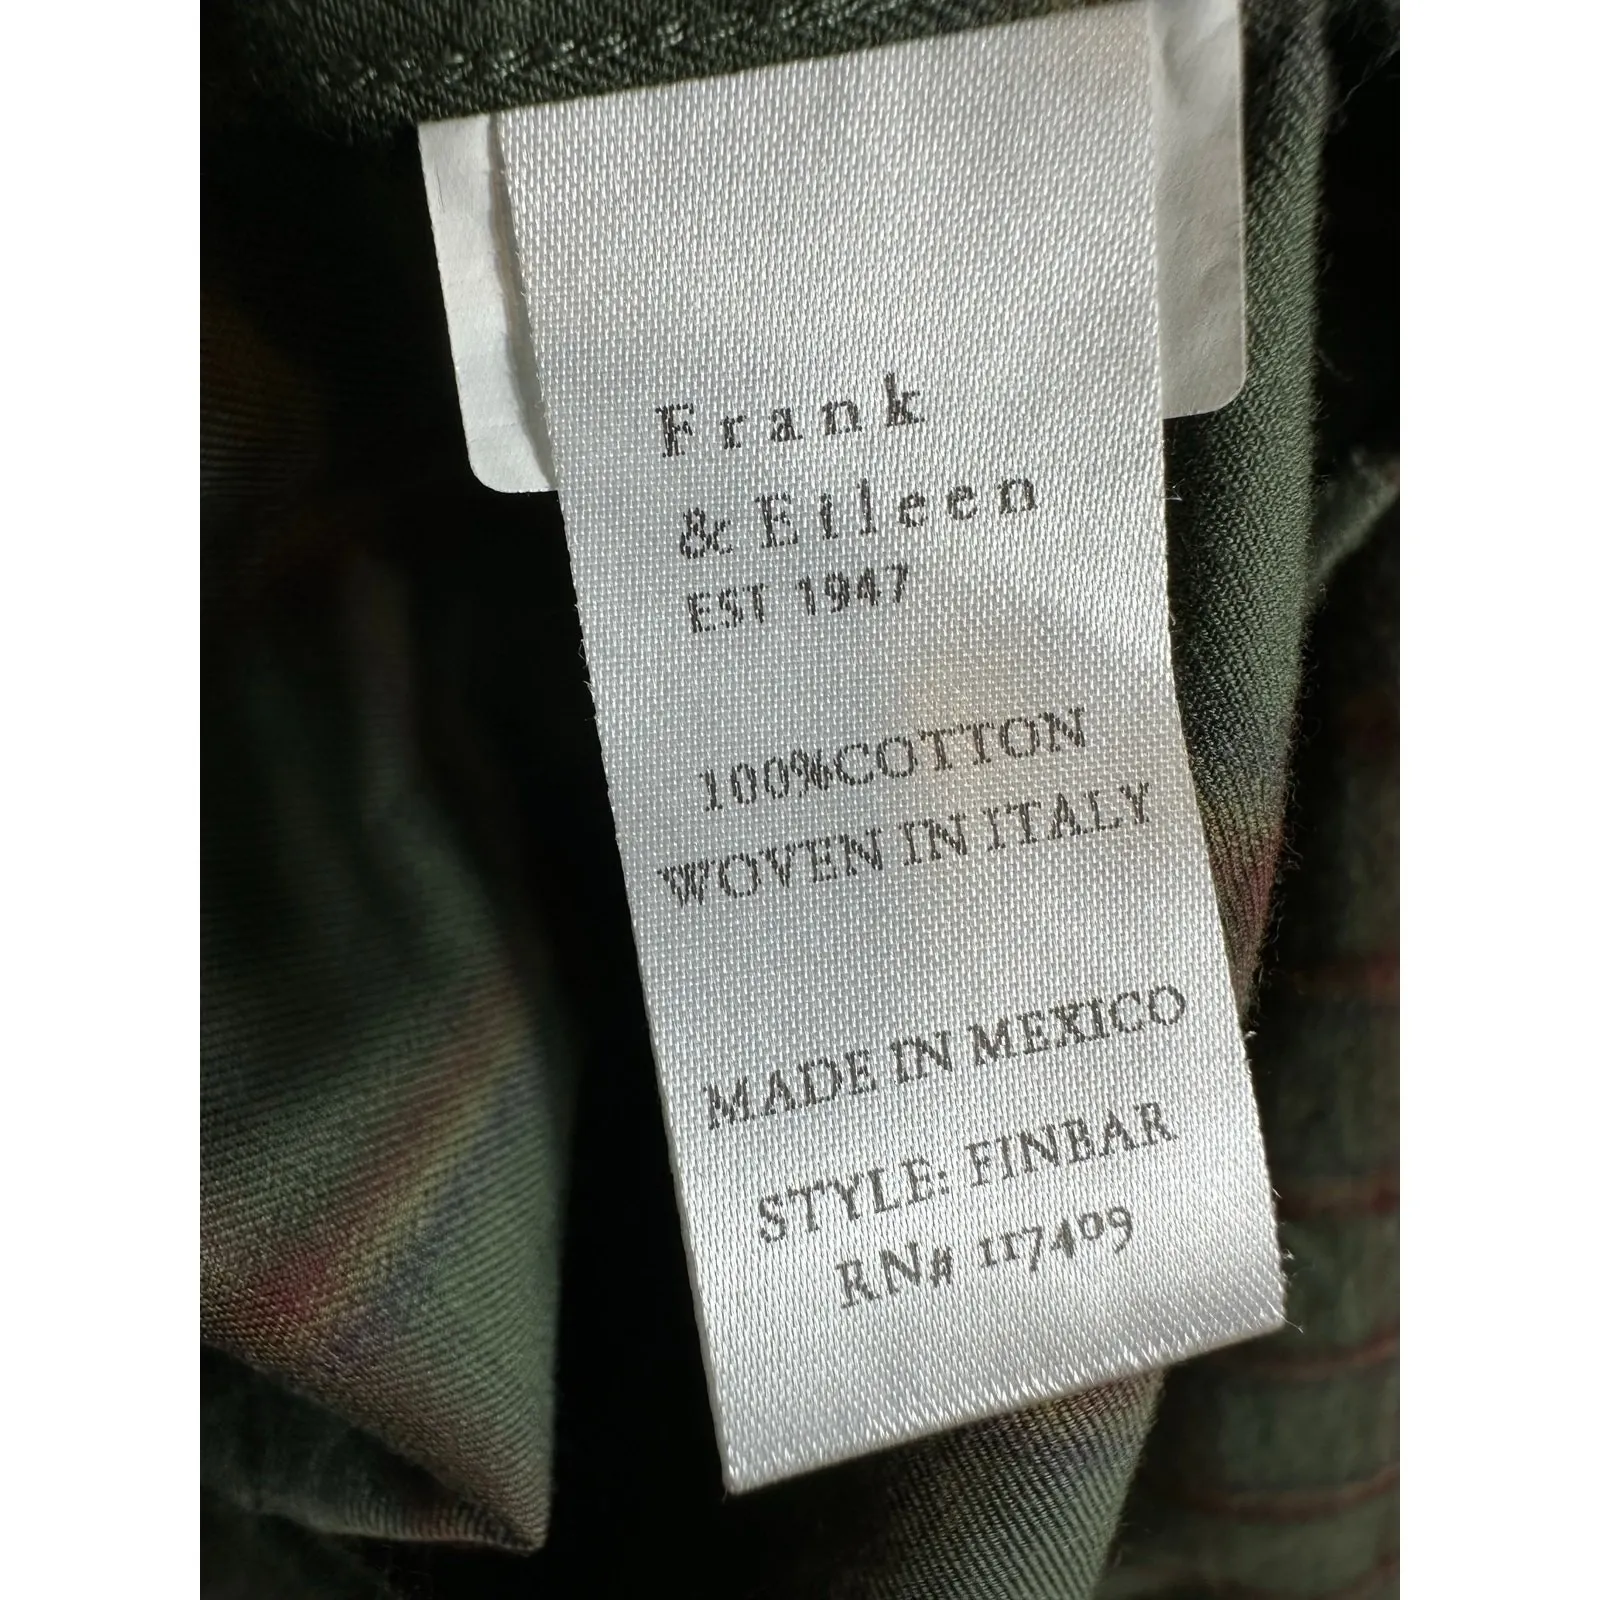 Frank
& Eileen
EST 1947
100%COTTON
WOVEN IN ITALY
MADE IN MEXICO
STYLE: FINBAR
RN# 117409